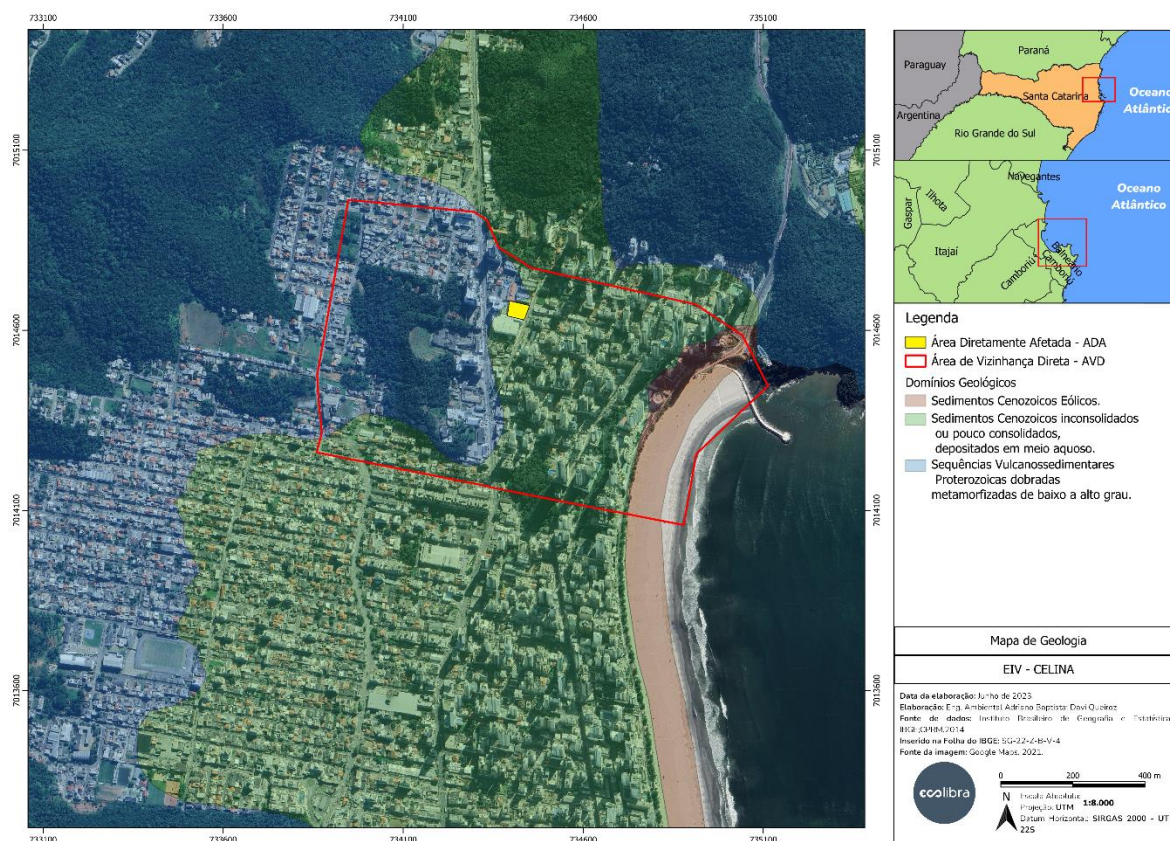 733100 733600 734100 734600 735100
7015100
7014600
7014100
7013600
7015100
7014600
7014100
7013600
733100 733600 734100 734600 735100
Paraguay
Paraná
Santa Catarina
Oceano
Atlântic
Argentina
Rio Grande do Sul
Navegantes
Oceano
Atlântico
Ilhota
Gaspar
Itajaí
Balneário
Camboriú
Camboriú
Legenda
Área Diretamente Afetada - ADA
Área de Vizinhança Direta - AVD
Domínios Geológicos
Sedimentos Cenozoicos Eólicos.
Sedimentos Cenozoicos inconsolidados
ou pouco consolidados,
depositados em meio aquoso.
Sequências Vulcanossedimentares
Proterozoicas dobradas
metamorfizadas de baixo a alto grau.
Mapa de Geologia
EIV - CELINA
Data da elaboração: Junho de
Elaboração: Eng. Ambiental Adriano Davi Queiroz
Fonte de dados: Instituto Brasileiro de Geografia e Estatística
IBGE;CPRM,2014
Inserido na Folha do IBGE: SG-22-Z-B-V-4
Fonte da imagem: Google Maps, 2021.
ecolibra
0 200 400 m
N
Escala Absoluta: 1:8.000
Projeção: UTM
Datum Horizontal: SIRGAS 2000 - UT
22S